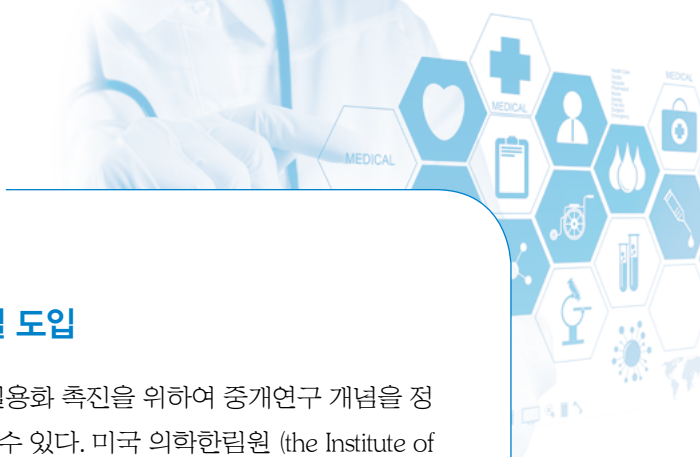 MEDICAL
MEDICAL
MEDICAL
도입
용화 촉진을 위하여 중개연구 개념을 정
수 있다. 미국 의학한림원 (the Institute of